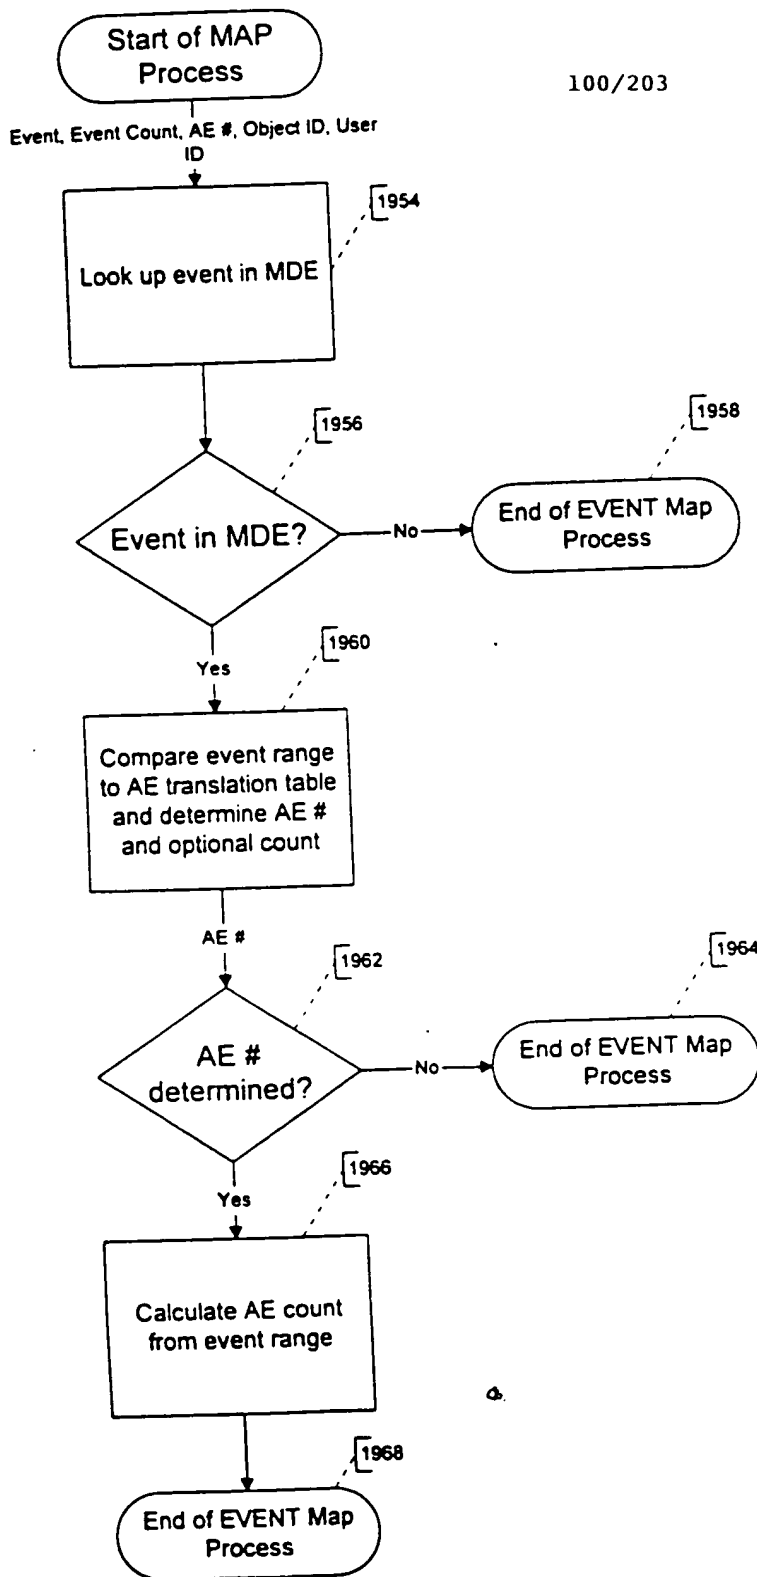 Start of MAP
Process
100/203
Event, Event Count, AE #, Object ID, User
ID
1954
Look up event in MDE
1956
1958
Event in MDE?
No
End of EVENT Map
Process
Yes
1960
Compare event range
to AE translation table
and determine AE #
and optional count
AE #
1962
1964
AE #
determined?
No
End of EVENT Map
Process
Yes
1966
Calculate AE count
from event range
1968
End of EVENT Map
Process